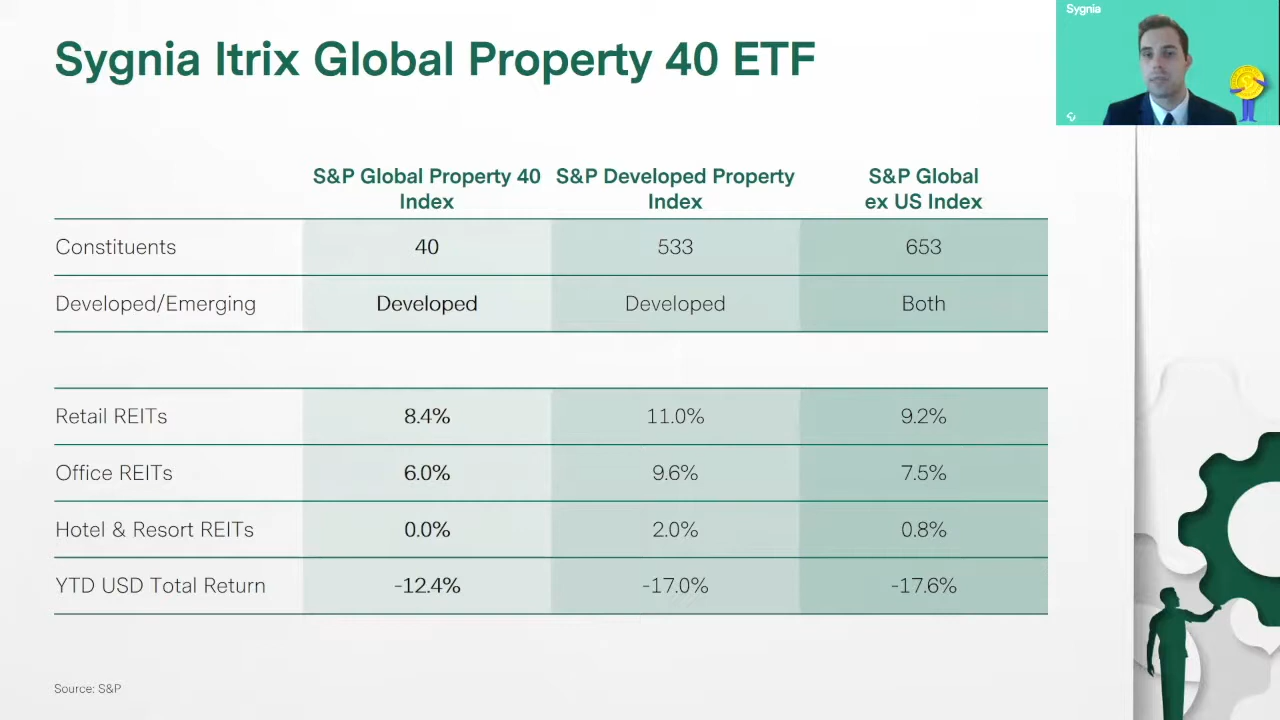 Sygnia Itrix Global Property 40 ETF
Sygnia
S&P Global Property 40 Index
S&P Developed Property Index
S&P Global ex US Index
Constituents 40 533 653
Developed/Emerging Developed Developed Both
Retail REITs 8.4% 11.0% 9.2%
Office REITs 6.0% 9.6% 7.5%
Hotel & Resort REITs 0.0% 2.0% 0.8%
YTD USD Total Return -12.4% -17.0% -17.6%
Source: S&P